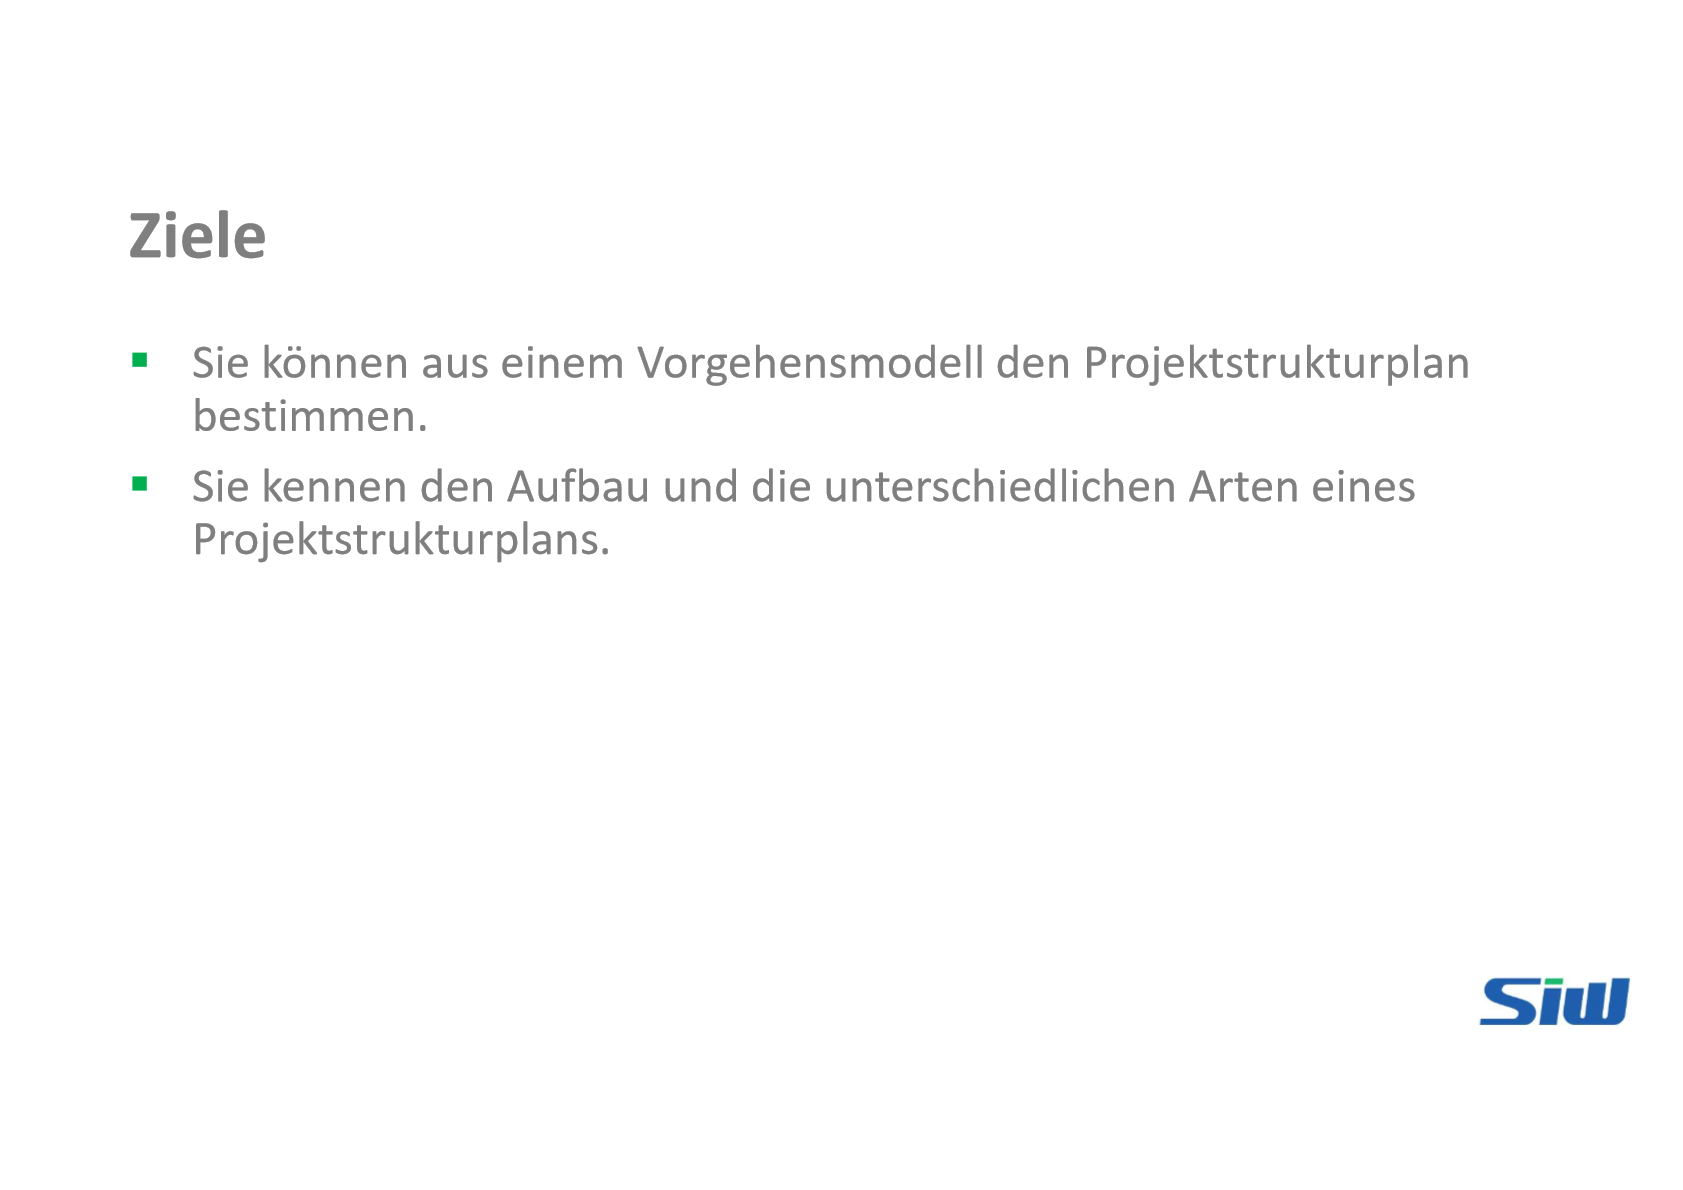 Ziele
Sie können aus einem Vorgehensmodell den Projektstrukturplan
bestimmen.
Sie kennen den Aufbau und die unterschiedlichen Arten eines
Projektstrukturplans.
Siw